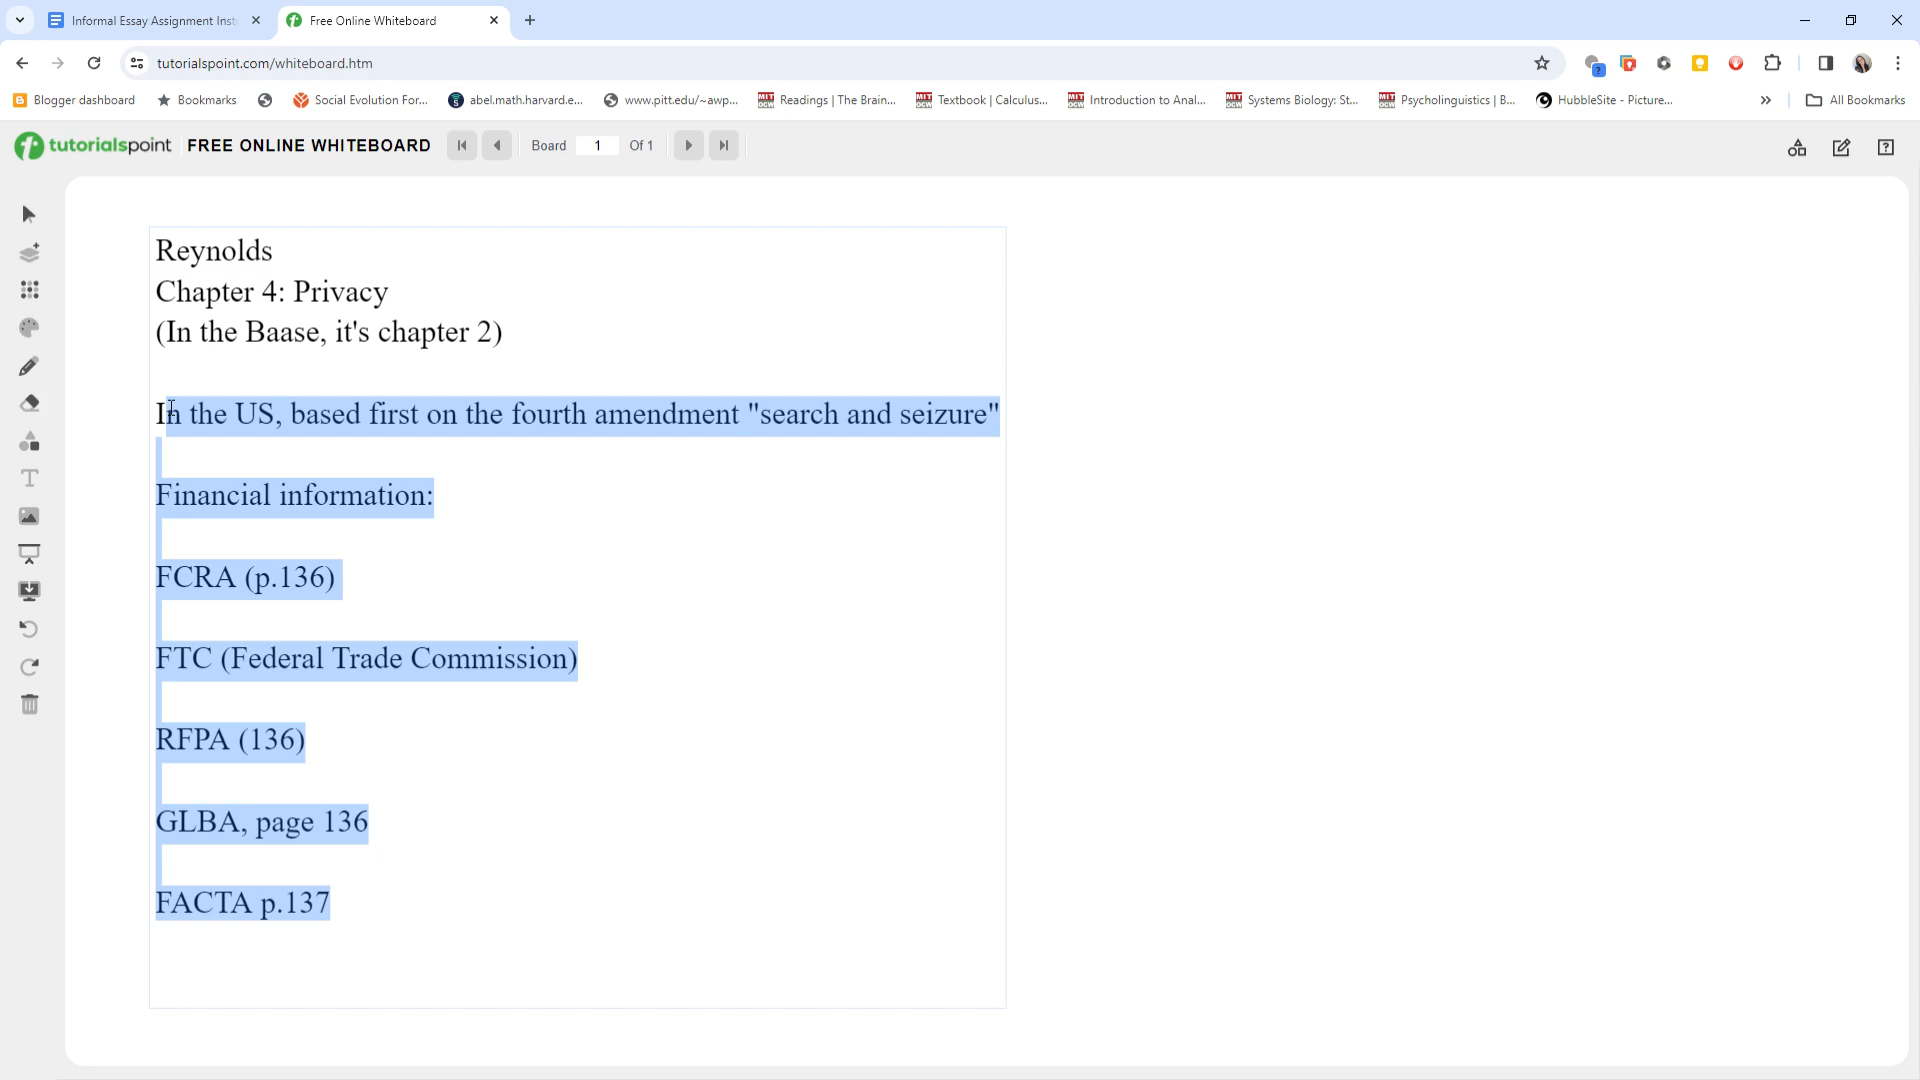 Informal Essay Assignment Inst
Free Online Whiteboard
tutorialspoint.com/whiteboard.htm
Blogger dashboard
Bookmarks
Social Evolution For...
abel.math.harvard.e...
www.pitt.edu/~awp...
Readings | The Brain...
Textbook | Calculus...
Introduction to Anal...
Systems Biology: St...
Psycholinguistics | B...
HubbleSite - Picture...
All Bookmarks
tutorialspoint FREE ONLINE WHITEBOARD Board 1 Of 1
Reynolds
Chapter 4: Privacy
(In the Baase, it's chapter 2)
In the US, based first on the fourth amendment "search and seizure"
Financial information:
FCRA (p.136)
FTC (Federal Trade Commission)
RFPA (136)
GLBA, page 136
FACTA p.137